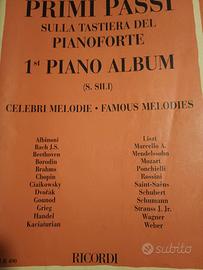 PRIMI PASSI
SULLA TASTIERA DEL
PIANOFORTE
1st PIANO ALBUM
(S. SILI)
CELEBRI MELODIE • FAMOUS MELODIES
Albinoni
Bach J.S.
Beethoven
Borodin
Brahms
Chopin
Ciaikowsky
Dvořák
Gounod
Grieg
Handel
Kaciaturian
Liszt
Marcello A.
Mendelssohn
Mozart
Ponchielli
Rossini
Saint-Saëns
Schubert
Schumann
Strauss J. Jr.
Wagner
Weber
RICORDI
subito